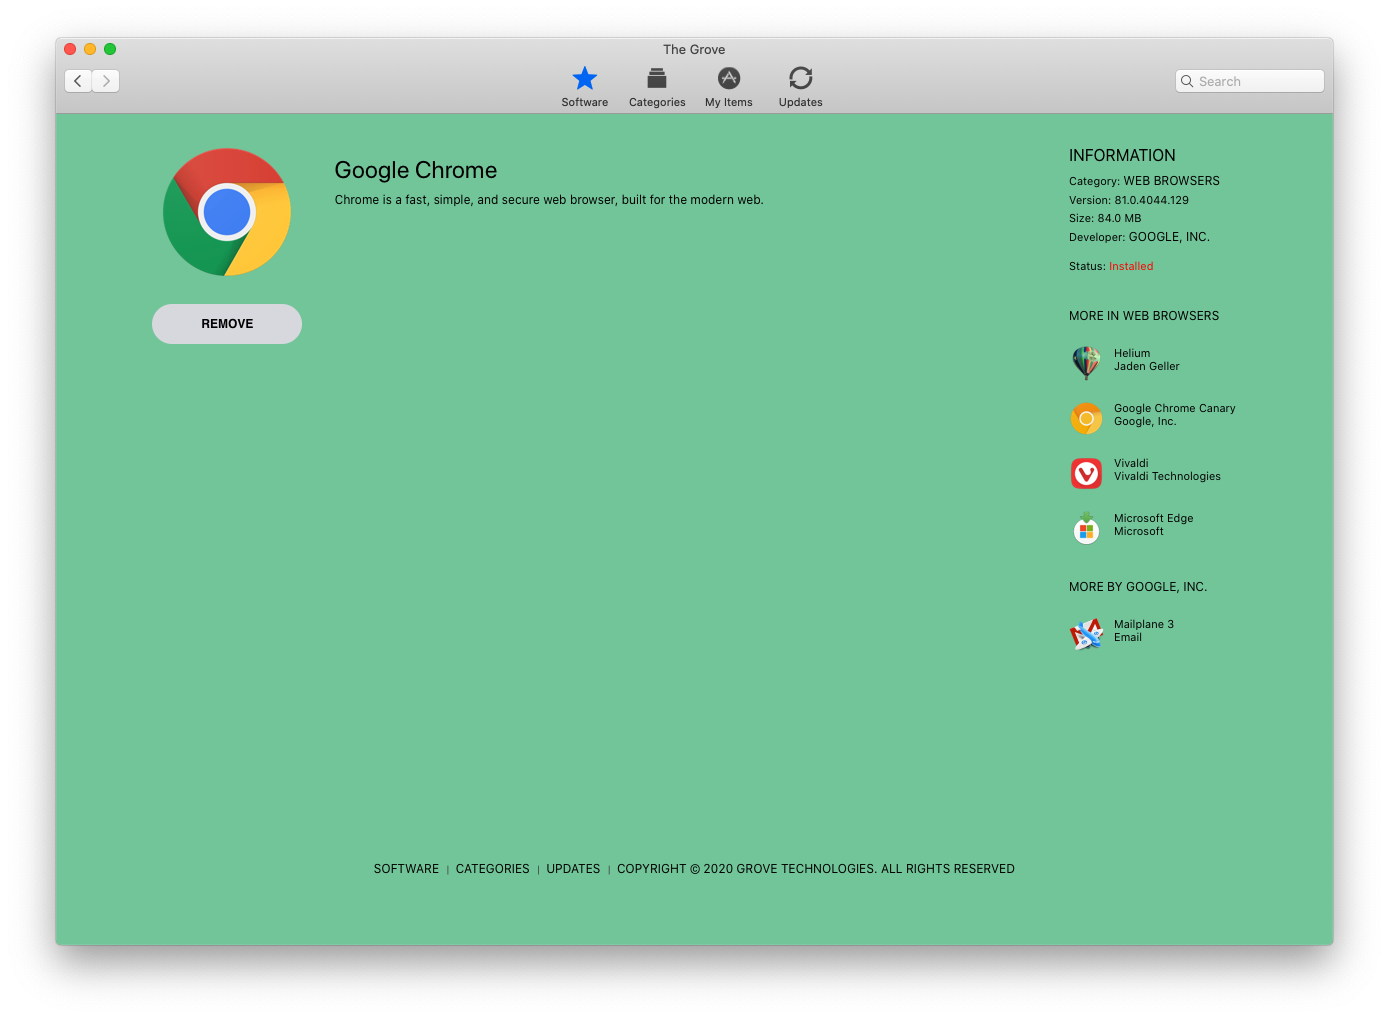 The Grove
Software
Categories
My Items
Updates
Search
Google Chrome
Chrome is a fast, simple, and secure web browser, built for the modern web.
REMOVE
INFORMATION
Category: WEB BROWSERS
Version: 81.0.4044.129
Size: 84.0 MB
Developer: GOOGLE, INC.
Status: Installed
MORE IN WEB BROWSERS
Helium
Jaden Geller
Google Chrome Canary
Google, Inc.
Vivaldi
Vivaldi Technologies
Microsoft Edge
Microsoft
MORE BY GOOGLE, INC.
Mailplane 3
Email
SOFTWARE | CATEGORIES | UPDATES | COPYRIGHT © 2020 GROVE TECHNOLOGIES. ALL RIGHTS RESERVED